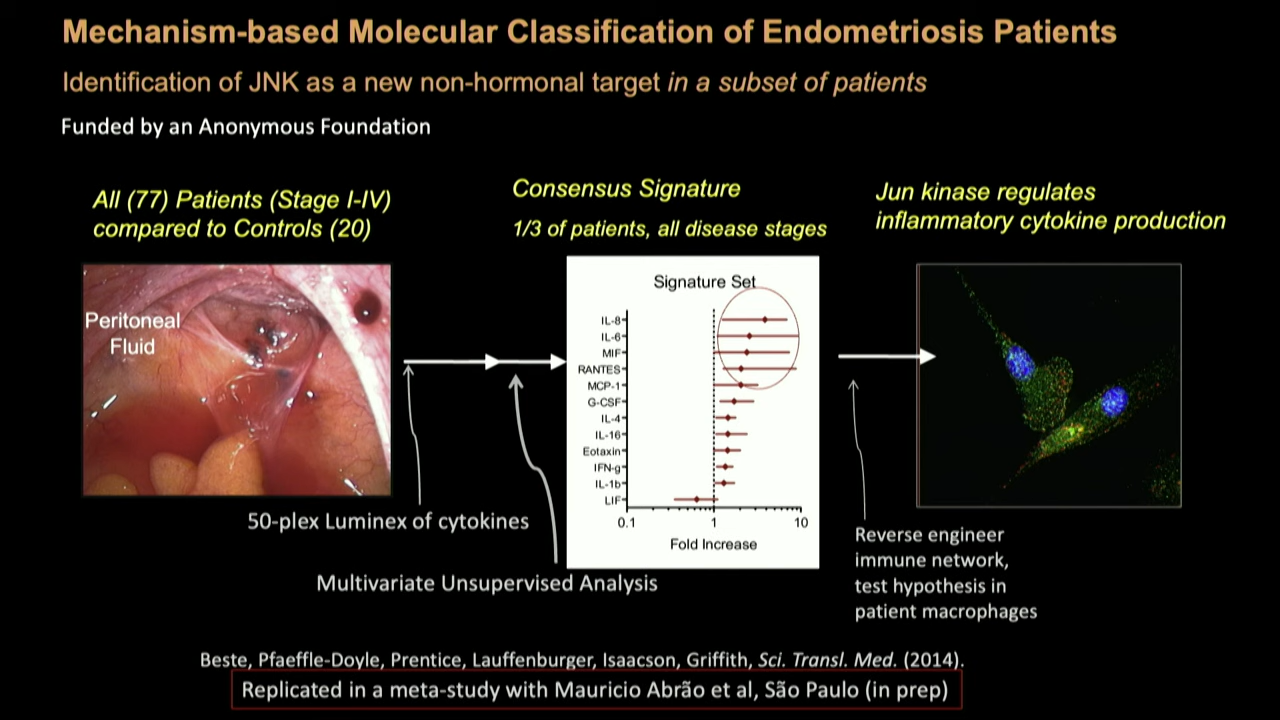 Mechanism-based Molecular Classification of Endometriosis Patients
Identification of JNK as a new non-hormonal target in a subset of patients
Funded by an Anonymous Foundation
All (77) Patients (Stage I-IV)
compared to Controls (20)
Peritoneal
Fluid
50-plex Luminex of cytokines
Multivariate Unsupervised Analysis
Consensus Signature
1/3 of patients, all disease stages
Signature Set
IL-8
IL-6
MIF
RANTES
MCP-1
G-CSF
IL-4
IL-16
Eotaxin
IFN-g
IL-1b
LIF
0.1 1 10
Fold Increase
Jun kinase regulates
inflammatory cytokine production
Reverse engineer
immune network,
test hypothesis in
patient macrophages
Beste, Pfaeffle-Doyle, Prentice, Lauffenburger, Isaacson, Griffith, Sci. Transl. Med. (2014).
Replicated in a meta-study with Mauricio Abrão et al, São Paulo (in prep)